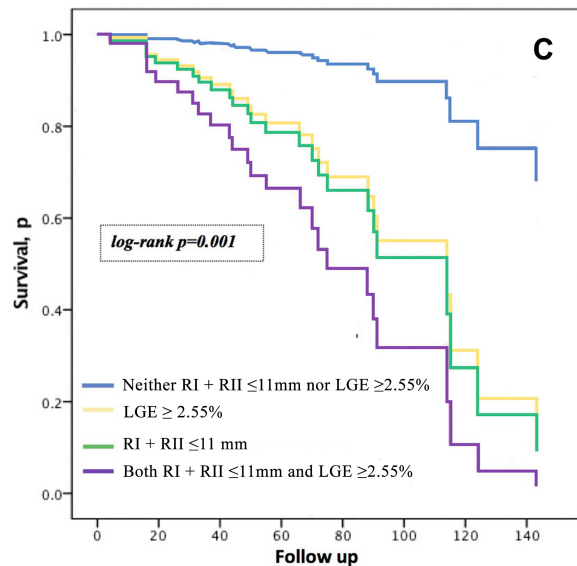 C
1.0
0.8
0.6
0.4
0.2
0.0
Survival, p
log-rank p=0.001
Neither RI + RII ≤11mm nor LGE ≥2.55%
LGE ≥ 2.55%
RI + RII ≤11 mm
Both RI + RII ≤11mm and LGE ≥2.55%
0 20 40 60 80 100 120 140
Follow up